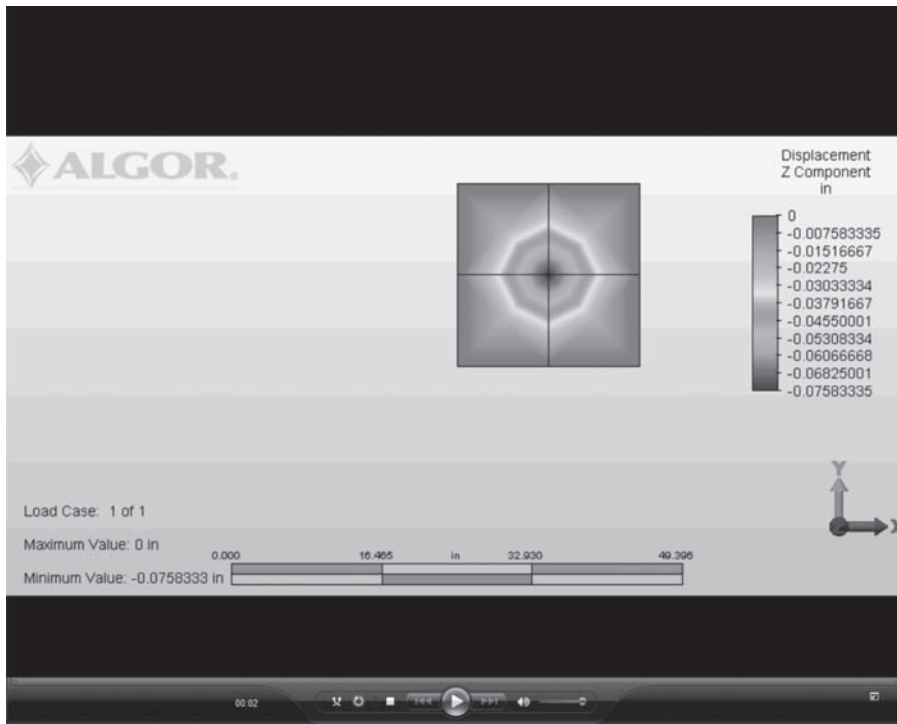 ALGOR.
Displacement
Z Component
in
0
-0.007583335
-0.01516667
-0.02275
-0.03033334
-0.03791667
-0.04550001
-0.05308334
-0.06066668
-0.06825001
-0.07583335
Y
X
Load Case: 1 of 1
Maximum Value: 0 in
Minimum Value: -0.0758333 in
0.000 16.465 in 32.930 49.396
00:02